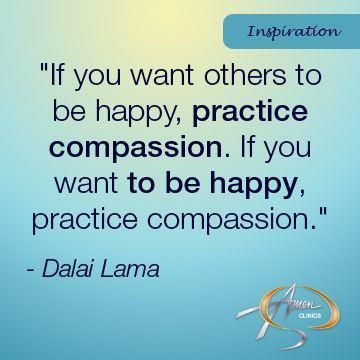 Inspiration
"If you want others to
be happy, practice
compassion. If you
want to be happy,
practice compassion."
- Dalai Lama
Amen
CLINICS